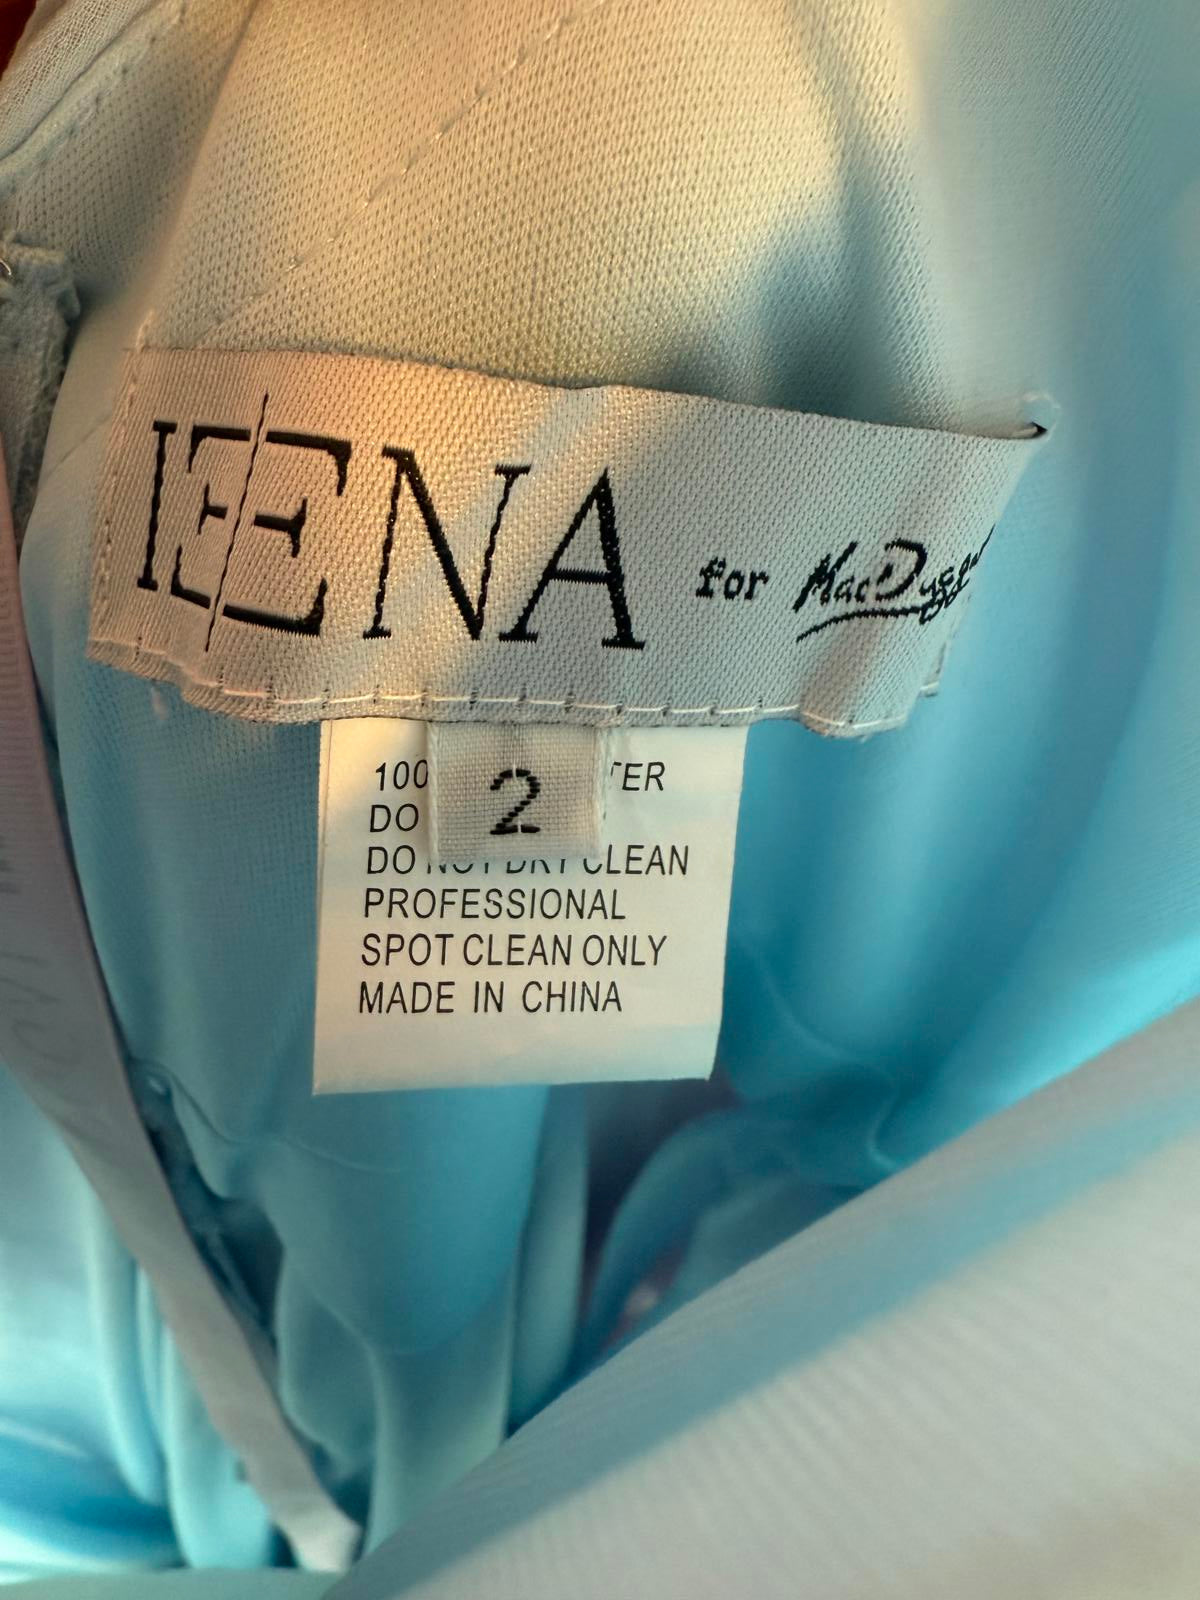 IEENA for Mac Duggal
2
100 TER
DO
DO NOT DRY CLEAN
PROFESSIONAL
SPOT CLEAN ONLY
MADE IN CHINA